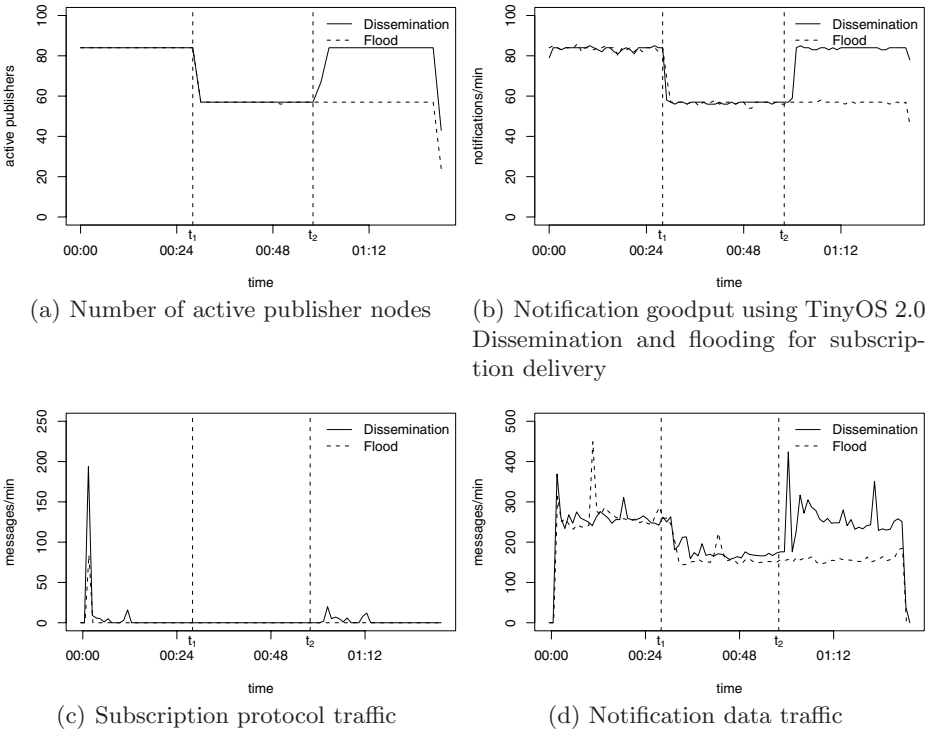 Dissemination
Flood
active publishers
0 20 40 60 80 100
00:00 00:24 00:48 01:12
t1 t2
time
(a) Number of active publisher nodes
Dissemination
Flood
notifications/min
0 20 40 60 80 100
00:00 00:24 00:48 01:12
t1 t2
time
(b) Notification goodput using TinyOS 2.0
Dissemination and flooding for subscrip-
tion delivery
Dissemination
Flood
messages/min
0 50 100 150 200 250
00:00 00:24 00:48 01:12
t1 t2
time
(c) Subscription protocol traffic
Dissemination
Flood
messages/min
0 100 200 300 400 500
00:00 00:24 00:48 01:12
t1 t2
time
(d) Notification data traffic